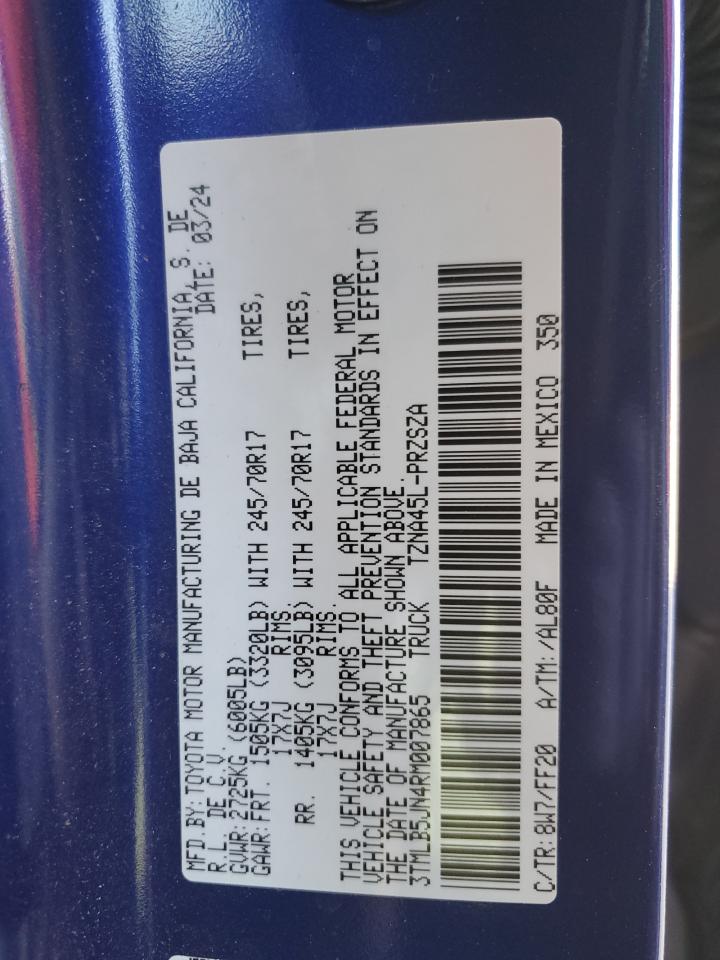 MFD.BY:TOYOTA MOTOR MANUFACTURING DE BAJA CALIFORNIA, S. DE
R.L. DE C.V. DATE: 03/24
GVWR:2725KG (6005LB)
GAWR:FRT. 1505KG (3320LB) WITH 245/70R17 TIRES,
17X7J RIMS.
RR. 1405KG (3095LB) WITH 245/70R17 TIRES,
17X7J RIMS.
THIS VEHICLE CONFORMS TO ALL APPLICABLE FEDERAL MOTOR
VEHICLE SAFETY AND THEFT PREVENTION STANDARDS IN EFFECT ON
THE DATE OF MANUFACTURE SHOWN ABOVE.
3TMLB5JN4RM007865 TRUCK TZNA45L-PRZSZA
C/TR:8W7/FF20 A/TM:/AL80F MADE IN MEXICO 350